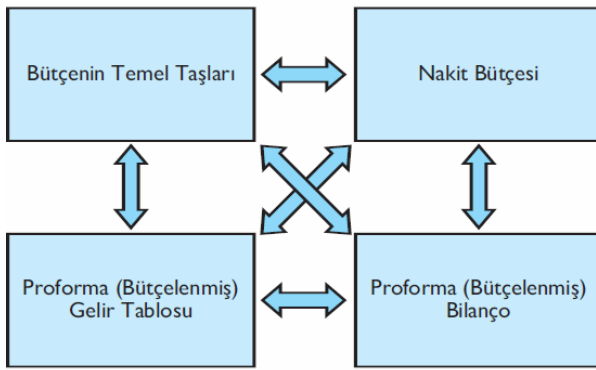 Bütçenin Temel Taşları
Nakit Bütçesi
Proforma (Bütçelenmiş)
Gelir Tablosu
Proforma (Bütçelenmiş)
Bilanço